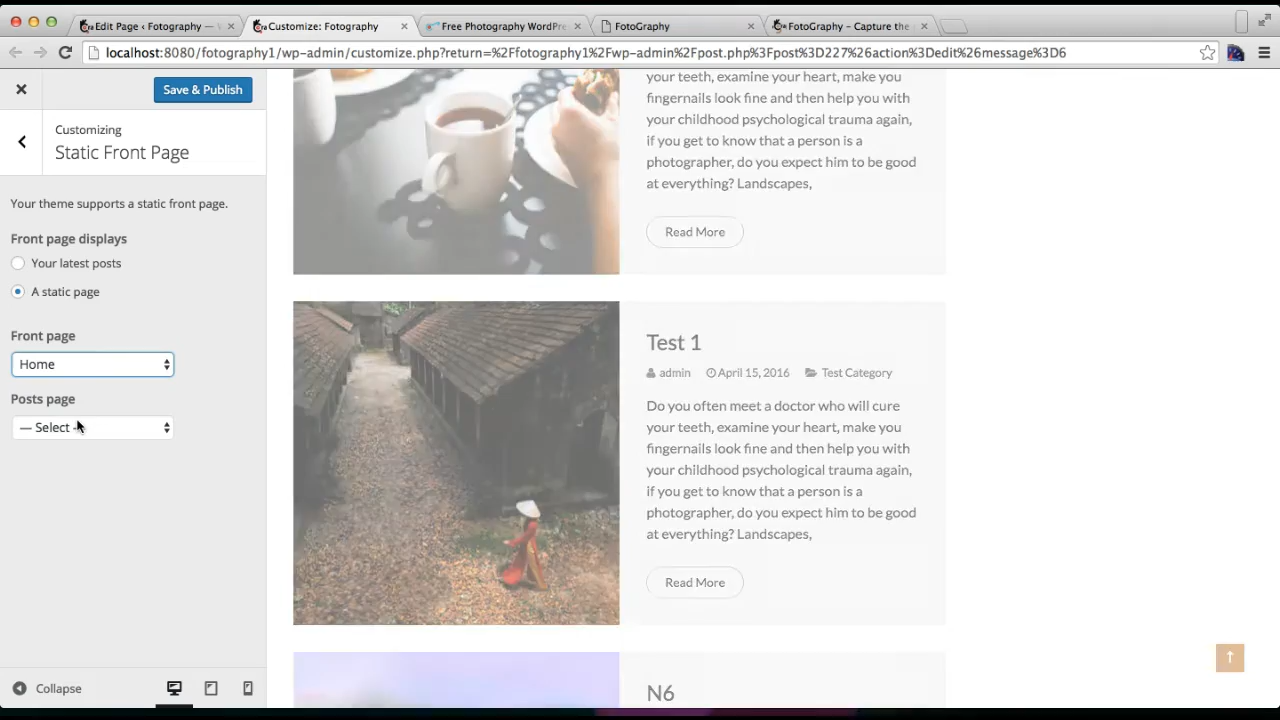 Edit Page ‹ Fotography — V
Customize: Fotography
Free Photography WordPre
FotoGraphy
FotoGraphy – Capture the
localhost:8080/fotography1/wp-admin/customize.php?return=%2Ffotography1%2Fwp-admin%2Fpost.php%3Fpost%3D227%26action%3Dedit%26message%3D6
Save & Publish
Customizing
Static Front Page
Your theme supports a static front page.
Front page displays
Your latest posts
A static page
Front page
Home
Posts page
— Select —
Collapse
your teeth, examine your heart, make you
fingernails look fine and then help you with
your childhood psychological trauma again,
if you get to know that a person is a
photographer, do you expect him to be good
at everything? Landscapes,
Read More
Test 1
admin April 15, 2016 Test Category
Do you often meet a doctor who will cure
your teeth, examine your heart, make you
fingernails look fine and then help you with
your childhood psychological trauma again,
if you get to know that a person is a
photographer, do you expect him to be good
at everything? Landscapes,
Read More
N6